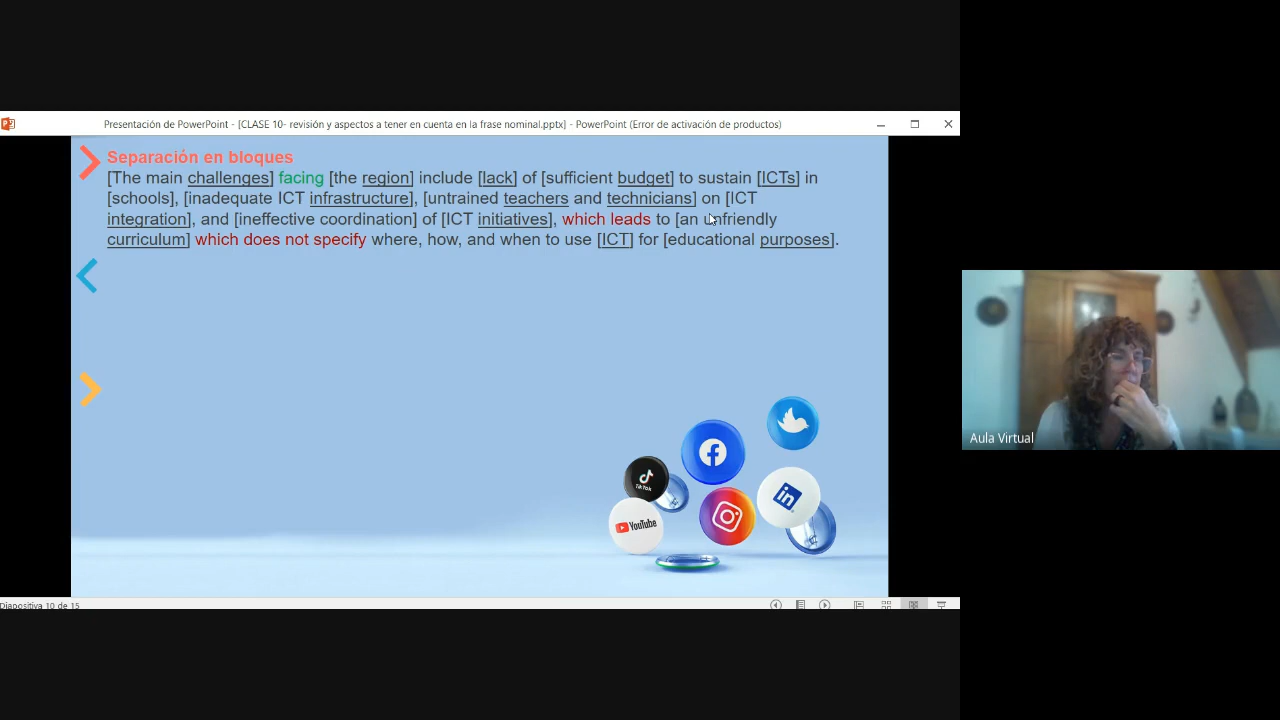 Presentación de PowerPoint - [CLASE 10- revisión y aspectos a tener en cuenta en la frase nominal.pptx] - PowerPoint (Error de activación de productos)
Separación en bloques
[The main challenges] facing [the region] include [lack] of [sufficient budget] to sustain [ICTs] in
[schools], [inadequate ICT infrastructure], [untrained teachers and technicians] on [ICT
integration], and [ineffective coordination] of [ICT initiatives], which leads to [an unfriendly
curriculum] which does not specify where, how, and when to use [ICT] for [educational purposes].
TikTok
YouTube
in
Aula Virtual
Diapositiva 10 de 15